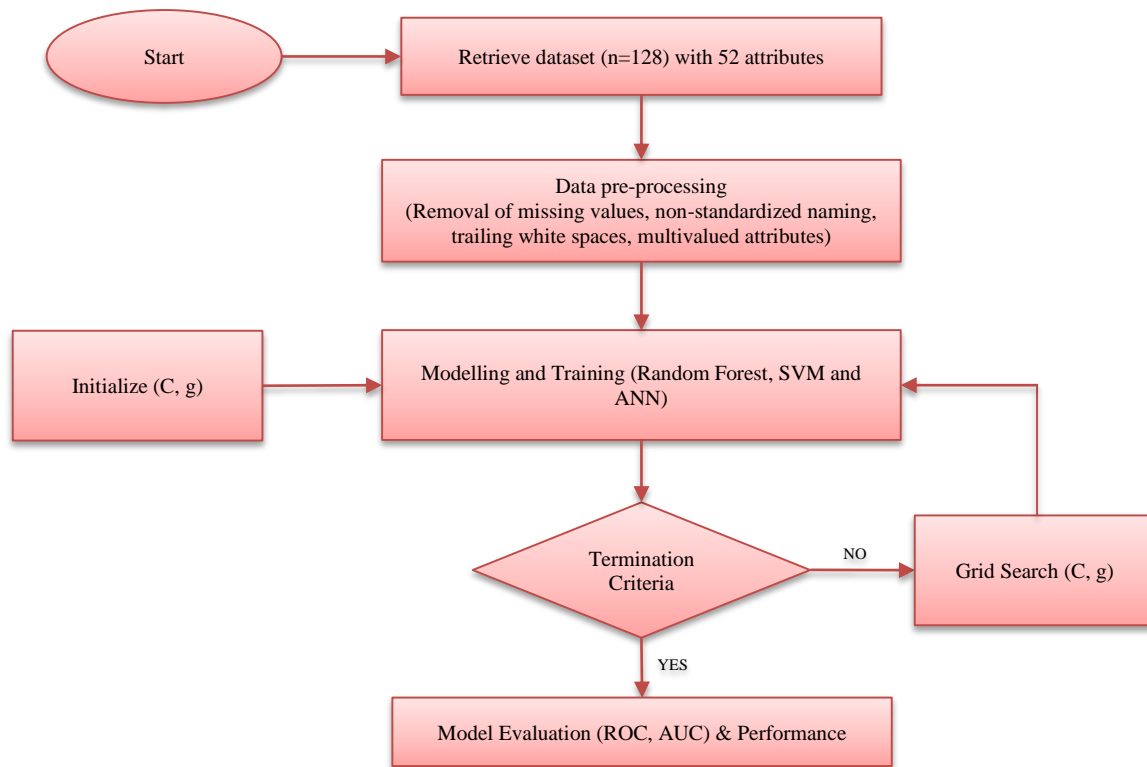 Start
Retrieve dataset (n=128) with 52 attributes
Data pre-processing
(Removal of missing values, non-standardized naming,
trailing white spaces, multivalued attributes)
Initialize (C, g)
Modelling and Training (Random Forest, SVM and
ANN)
Termination
Criteria
NO
Grid Search (C, g)
YES
Model Evaluation (ROC, AUC) & Performance